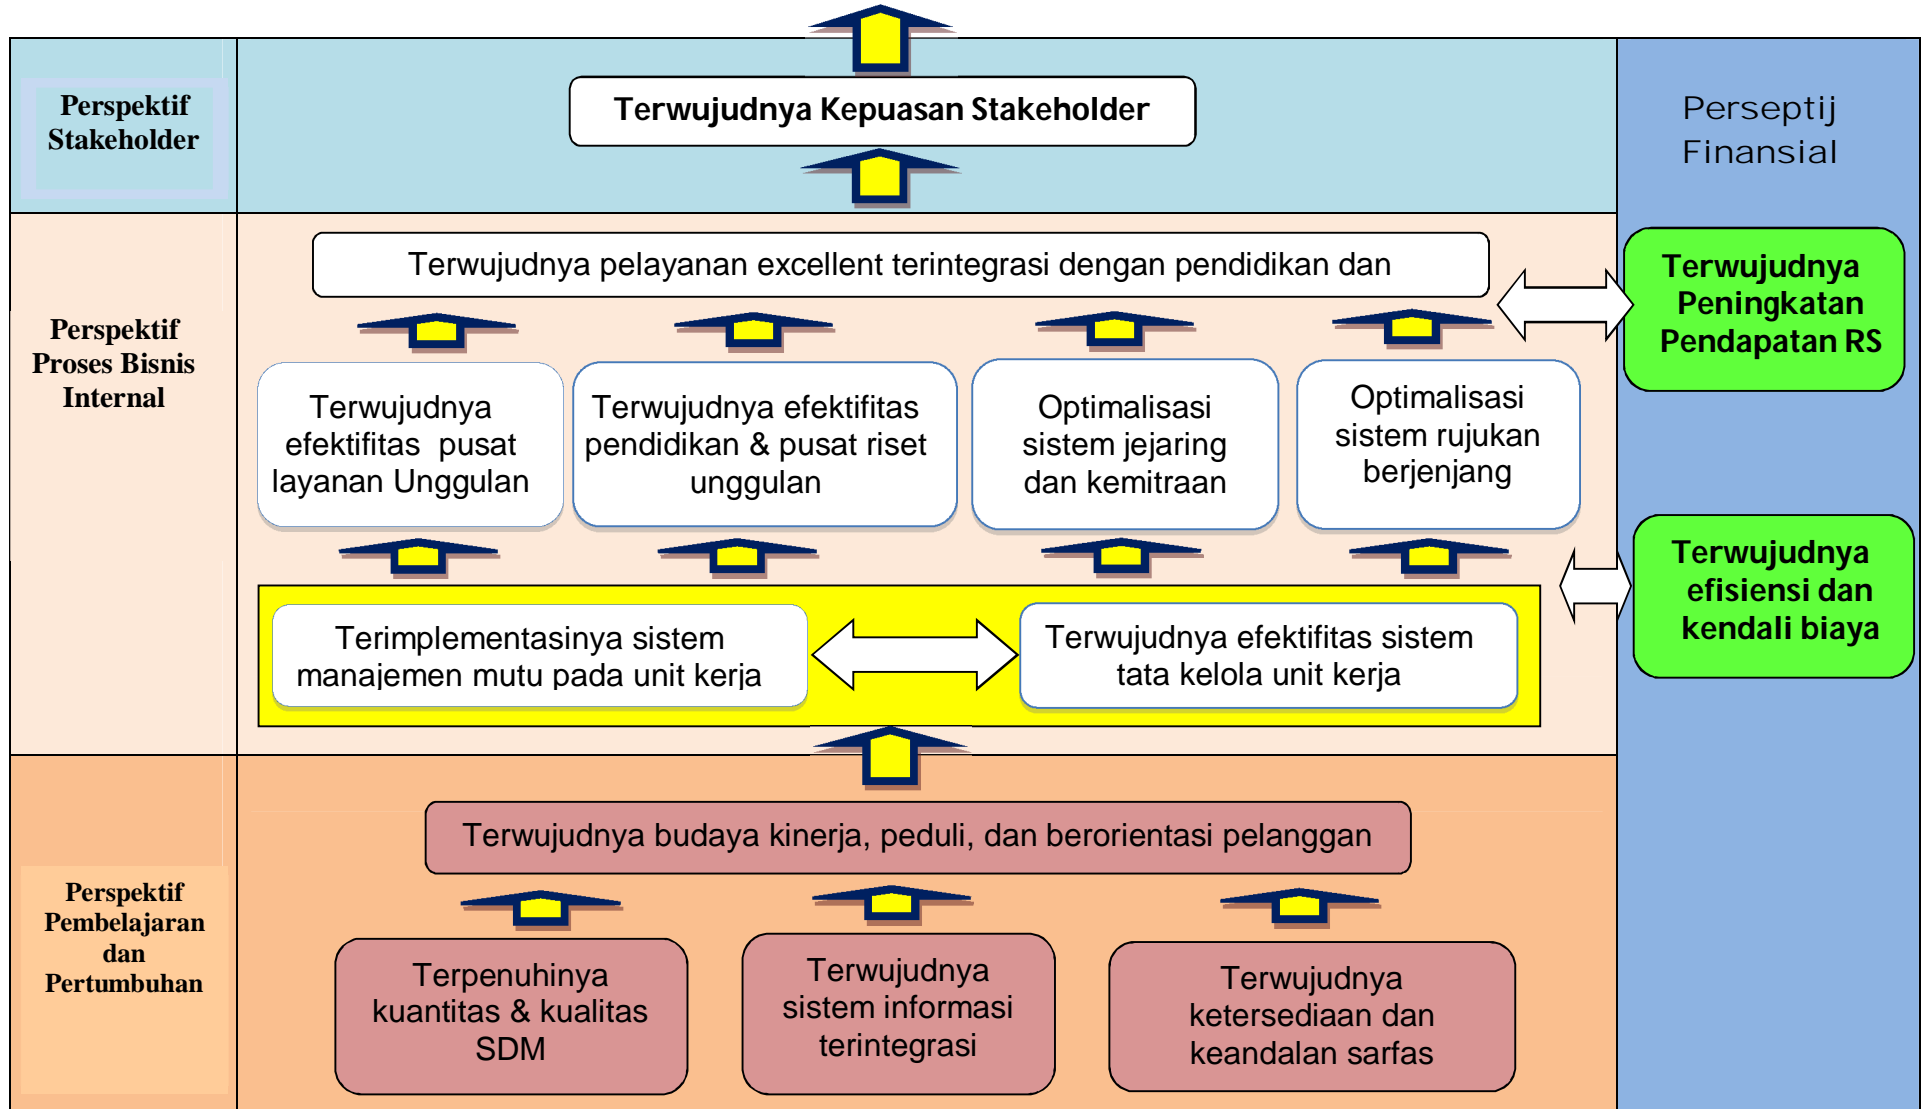 Perspektif
Stakeholder
Terwujudnya Kepuasan Stakeholder
Perseptij
Finansial
Perspektif
Proses Bisnis
Internal
Terwujudnya pelayanan excellent terintegrasi dengan pendidikan dan
Terwujudnya
Peningkatan
Pendapatan RS
Terwujudnya
efektifitas pusat
layanan Unggulan
Terwujudnya efektifitas
pendidikan & pusat riset
unggulan
Optimalisasi
sistem jejaring
dan kemitraan
Optimalisasi
sistem rujukan
berjenjang
Terwujudnya
efisiensi dan
kendali biaya
Terimplementasinya sistem
manajemen mutu pada unit kerja
Terwujudnya efektifitas sistem
tata kelola unit kerja
Perspektif
Pembelajaran
dan
Pertumbuhan
Terwujudnya budaya kinerja, peduli, dan berorientasi pelanggan
Terpenuhinya
kuantitas & kualitas
SDM
Terwujudnya
sistem informasi
terintegrasi
Terwujudnya
ketersediaan dan
keandalan sarfas